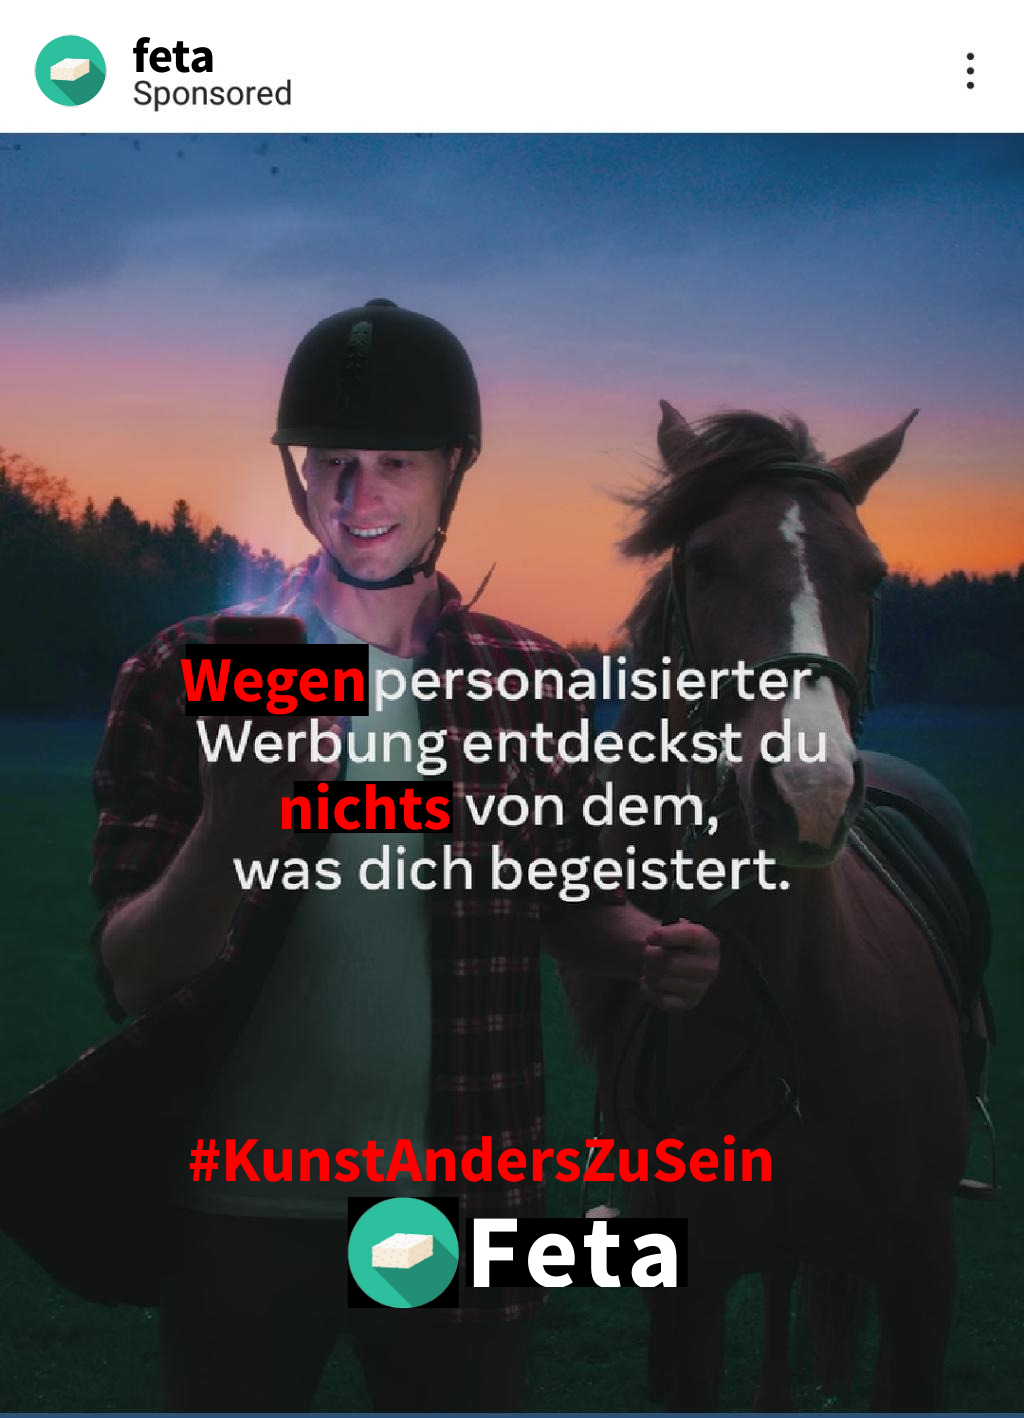 feta
Sponsored
Wegen personalisierter
Werbung entdeckst du
nichts von dem,
was dich begeistert.
#KunstAndersZuSein
Feta